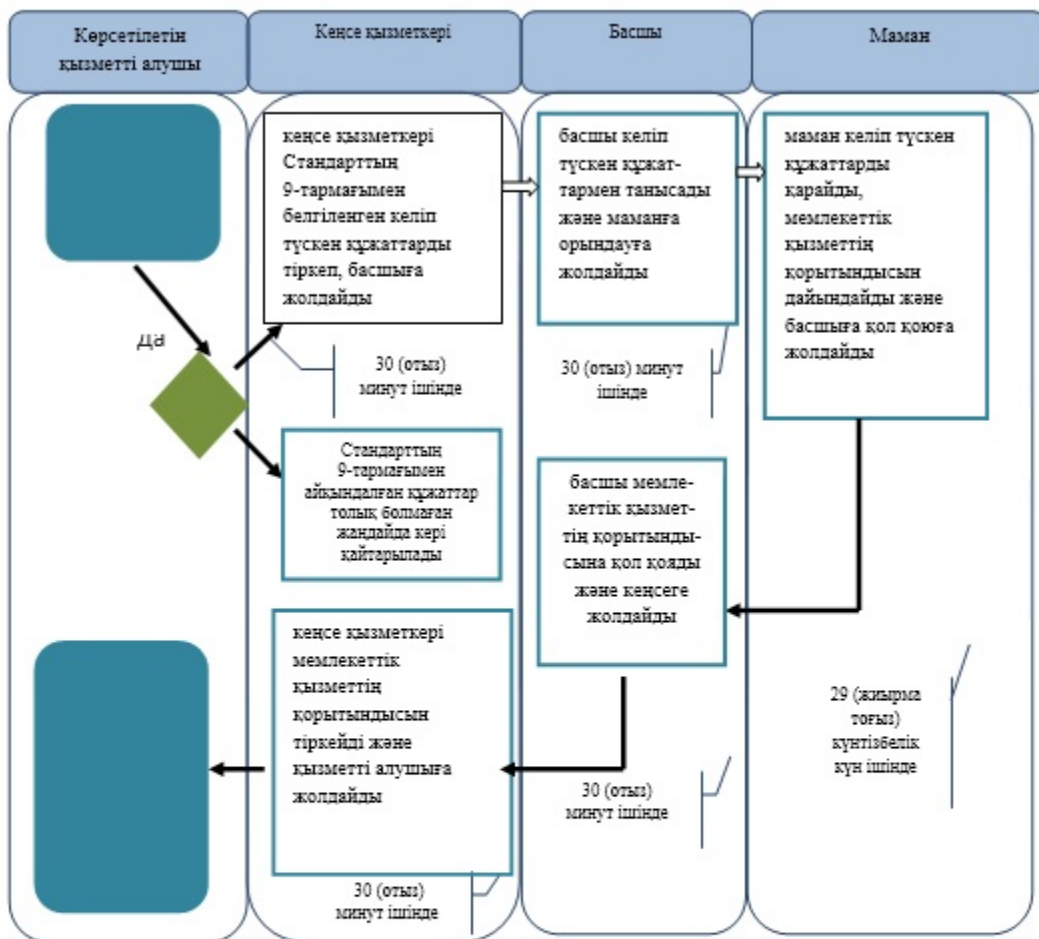 Көрсетілетін
қызметті алушы
Кеңсе қызметкері
Басшы
Маман
кеңсе қызметкері
Стандарттың
9-тармағымен
белгіленген келіп
түскен құжаттарды
тіркеп, басшыға
жолдайды
басшы келіп
түскен құжат-
тармен танысады
және маманға
орындауға
жолдайды
маман келіп түскен
құжаттарды
қарайды,
мемлекеттік
қызметтің
қорытындысын
дайындайды және
басшыға қол қоюға
жолдайды
да
30 (отыз)
минут ішінде
30 (отыз) минут
ішінде
Стандарттың
9-тармағымен
айқындалған құжаттар
толық болмаған
жағдайда кері
қайтарылады
басшы мемле-
кеттік қызмет-
тің қорытынды-
сына қол қояды
және кеңсеге
жолдайды
кеңсе қызметкері
мемлекеттік
қызметтің
қорытындысын
тіркейді және
қызметті алушыға
жолдайды
29 (жиырма
тоғыз)
күнтізбелік
күн ішінде
30 (отыз)
минут ішінде
30 (отыз)
минут ішінде